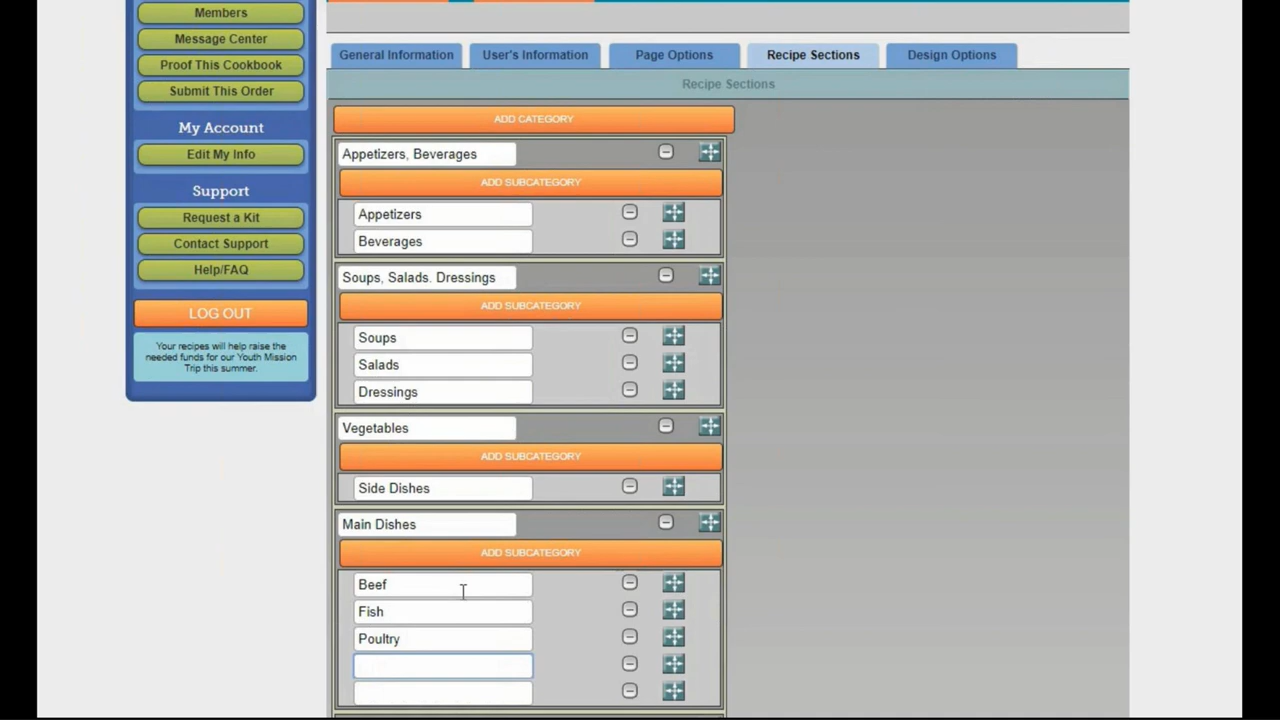 Members
Message Center
Proof This Cookbook
Submit This Order
My Account
Edit My Info
Support
Request a Kit
Contact Support
Help/FAQ
LOG OUT
Your recipes will help raise the
needed funds for our Youth Mission
Trip this summer.
General Information
User's Information
Page Options
Recipe Sections
Design Options
Recipe Sections
ADD CATEGORY
Appetizers, Beverages
ADD SUBCATEGORY
Appetizers
Beverages
Soups, Salads. Dressings
ADD SUBCATEGORY
Soups
Salads
Dressings
Vegetables
ADD SUBCATEGORY
Side Dishes
Main Dishes
ADD SUBCATEGORY
Beef
Fish
Poultry